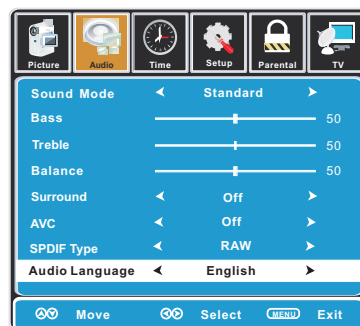 Picture Audio Time Setup Parental TV
Sound Mode Standard
Bass 50
Treble 50
Balance 50
Surround Off
AVC Off
SPDIF Type RAW
Audio Language English
Move Select MENU Exit